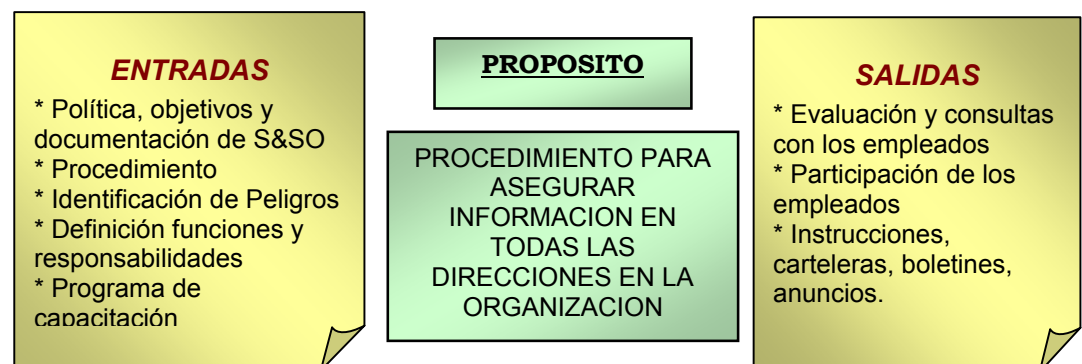 ENTRADAS
* Política, objetivos y
documentación de S&SO
* Procedimiento
* Identificación de Peligros
* Definición funciones y
responsabilidades
* Programa de
capacitación
PROPOSITO
PROCEDIMIENTO PARA
ASEGURAR
INFORMACION EN
TODAS LAS
DIRECCIONES EN LA
ORGANIZACION
SALIDAS
* Evaluación y consultas
con los empleados
* Participación de los
empleados
* Instrucciones,
carteleras, boletines,
anuncios.